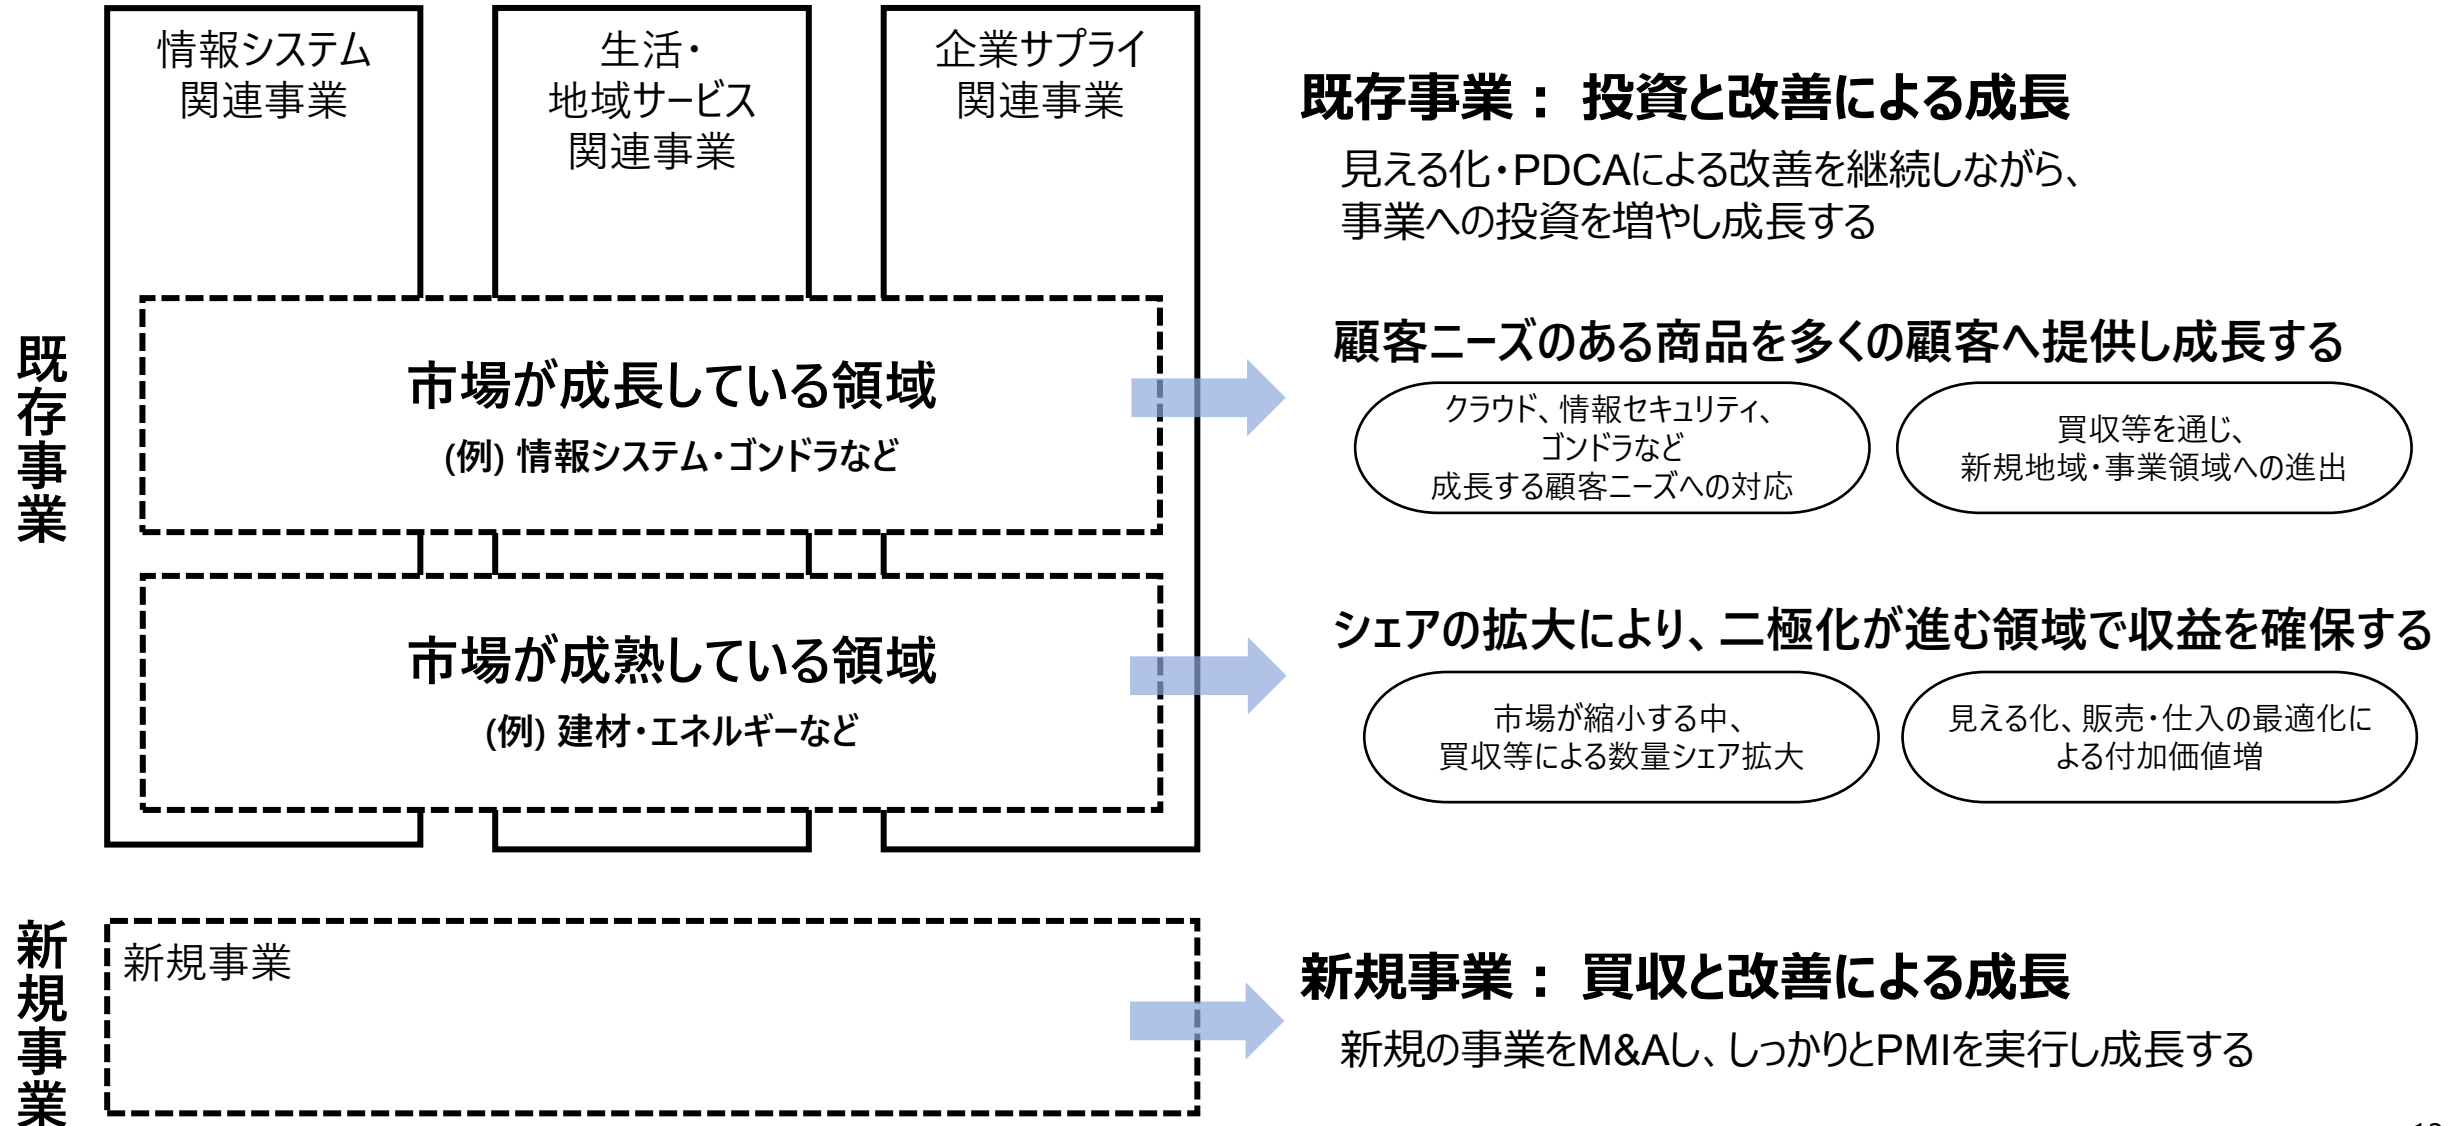 情報システム
関連事業
生活・
地域サービス
関連事業
企業サプライ
関連事業
既存事業
市場が成長している領域
(例) 情報システム・ゴンドラなど
市場が成熟している領域
(例) 建材・エネルギーなど
既存事業： 投資と改善による成長
見える化・PDCAによる改善を継続しながら、
事業への投資を増やし成長する
顧客ニーズのある商品を多くの顧客へ提供し成長する
クラウド、情報セキュリティ、
ゴンドラなど
成長する顧客ニーズへの対応
買収等を通じ、
新規地域・事業領域への進出
シェアの拡大により、二極化が進む領域で収益を確保する
市場が縮小する中、
買収等による数量シェア拡大
見える化、販売・仕入の最適化に
よる付加価値増
新規事業
新規事業
新規事業： 買収と改善による成長
新規の事業をM&Aし、しっかりとPMIを実行し成長する